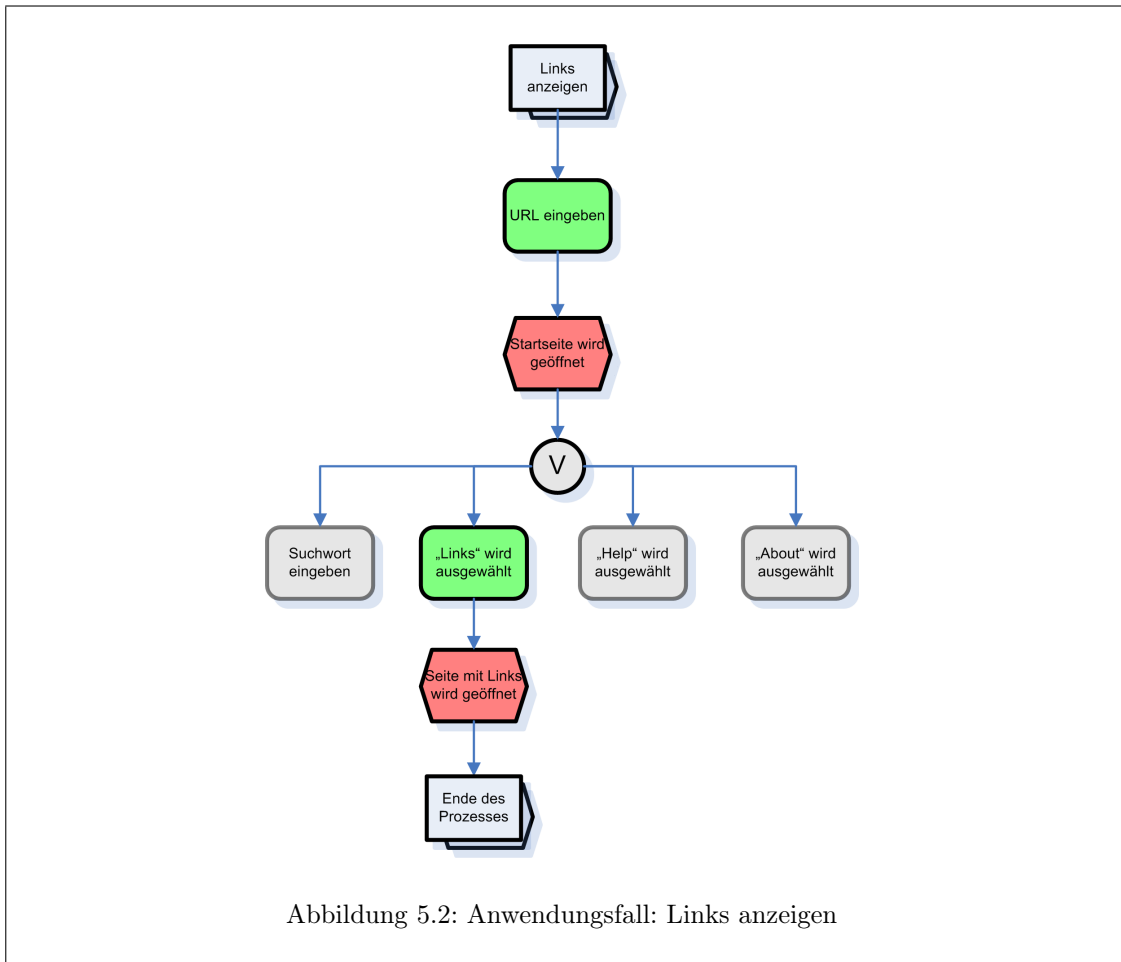 Links
anzeigen
URL eingeben
Startseite wird
geöffnet
V
Suchwort
eingeben
„Links“ wird
ausgewählt
„Help“ wird
ausgewählt
„About“ wird
ausgewählt
Seite mit Links
wird geöffnet
Ende des
Prozesses
Abbildung 5.2: Anwendungsfall: Links anzeigen